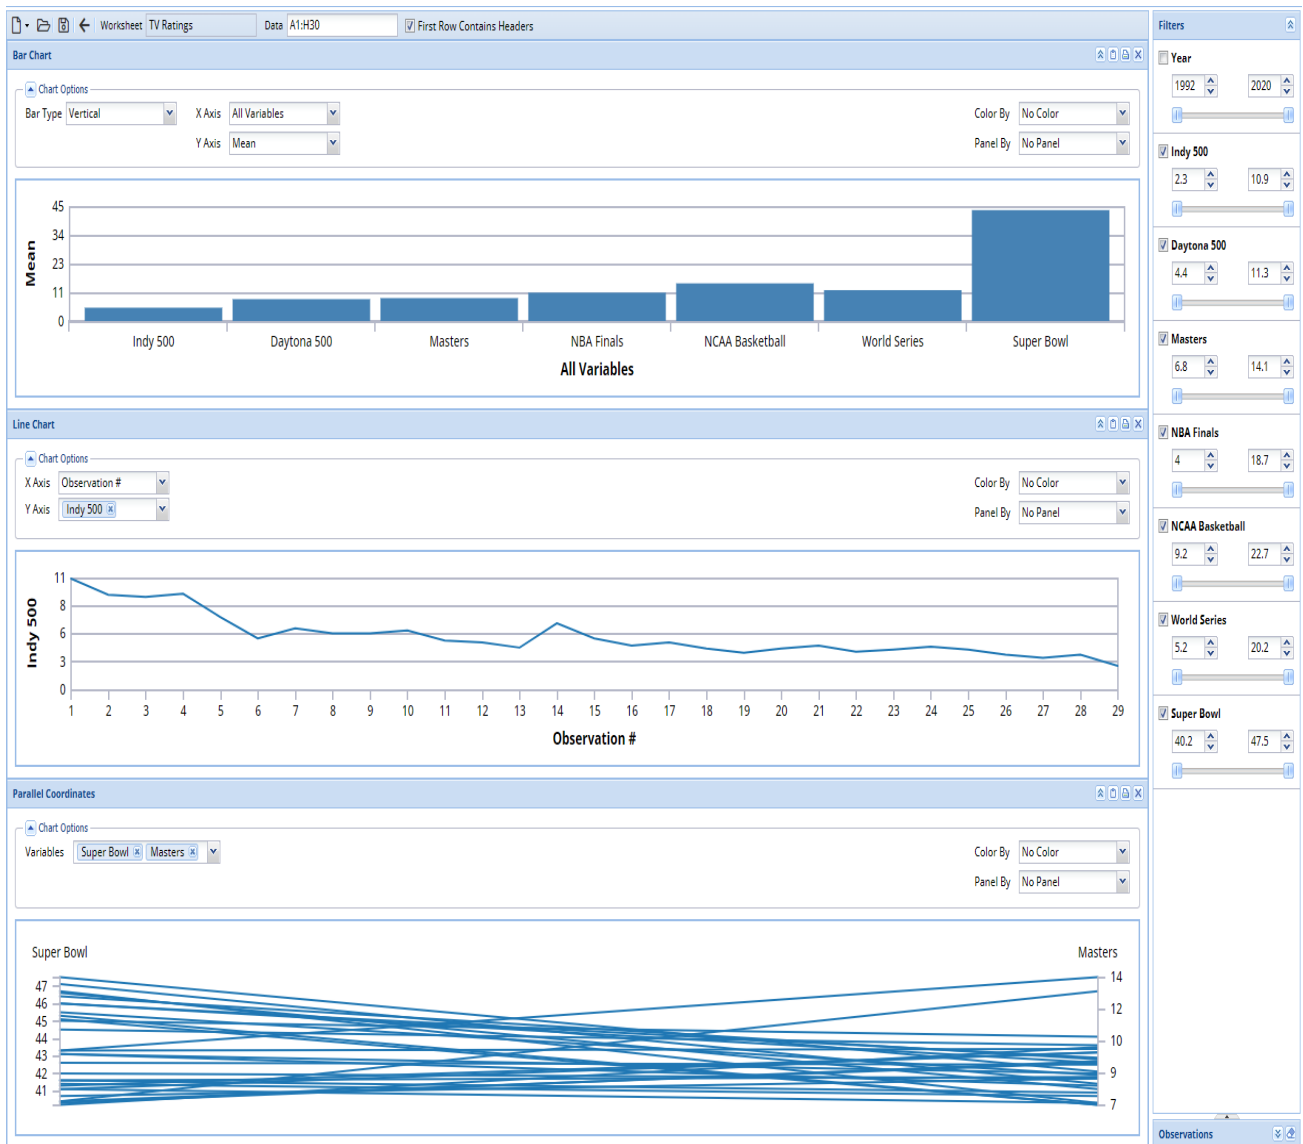 Worksheet TV Ratings Data A1:H30 First Row Contains Headers
Bar Chart
Chart Options
Bar Type Vertical X Axis All Variables Color By No Color
Y Axis Mean Panel By No Panel
45
34
23
11
0
Mean
Indy 500 Daytona 500 Masters NBA Finals NCAA Basketball World Series Super Bowl
All Variables
Line Chart
Chart Options
X Axis Observation # Color By No Color
Y Axis Indy 500 Panel By No Panel
11
8
6
3
0
Indy 500
1 2 3 4 5 6 7 8 9 10 11 12 13 14 15 16 17 18 19 20 21 22 23 24 25 26 27 28 29
Observation #
Parallel Coordinates
Chart Options
Variables Super Bowl Masters Color By No Color
Panel By No Panel
Super Bowl Masters
47
46
45
44
43
42
41
14
12
10
9
7
Filters
Year
1992 2020
Indy 500
2.3 10.9
Daytona 500
4.4 11.3
Masters
6.8 14.1
NBA Finals
4 18.7
NCAA Basketball
9.2 22.7
World Series
5.2 20.2
Super Bowl
40.2 47.5
Observations